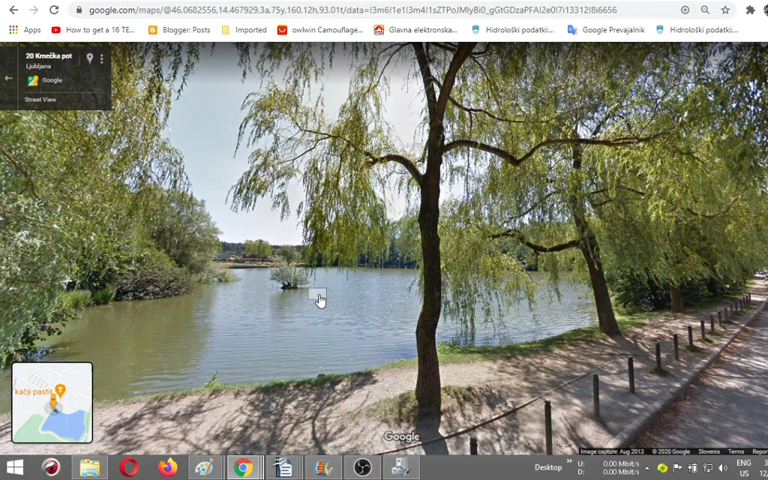 google.com/maps/@46.0682556,14.467929,3a,75y,160.12h,93.01t/data=!3m6!1e1!3m4!1sZTPoJMlyBi0_gGtGDzaPFAI!2e0!7i13312!8i6656
Apps How to get a 16 TE... Blogger: Posts Imported owlwin Camouflage... Glavna elektronska... Hidrološki podatki:... Google Prevajalnik Hidrološki podatki:...
20 Kmečka pot
Ljubljana
Google
Street View
kačji pastir
Google
Image capture: Aug 2013 © 2020 Google Slovenia Terms
Desktop
U: 0.00 Mbit/s
D: 0.00 Mbit/s
ENG
US